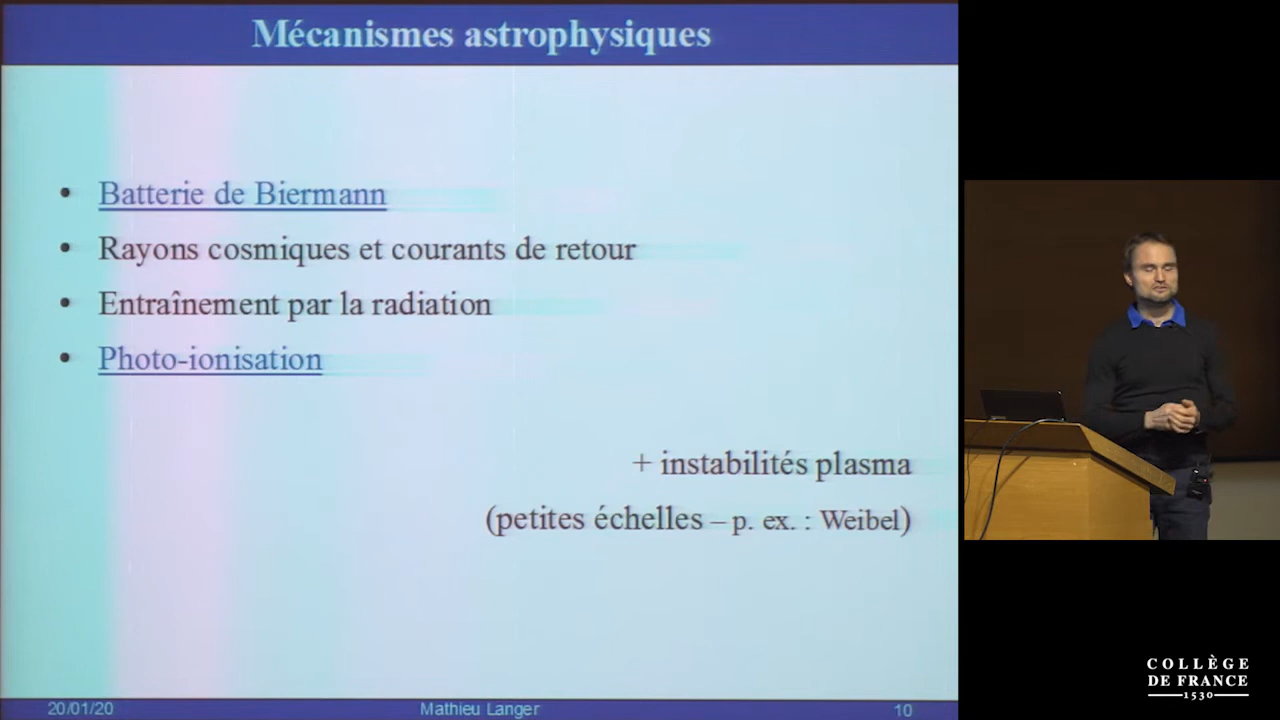 Mécanismes astrophysiques
• Batterie de Biermann
• Rayons cosmiques et courants de retour
• Entraînement par la radiation
• Photo-ionisation
+ instabilités plasma
(petites échelles – p. ex. : Weibel)
20/01/20 Mathieu Langer 10
COLLÈGE
DE FRANCE
1530